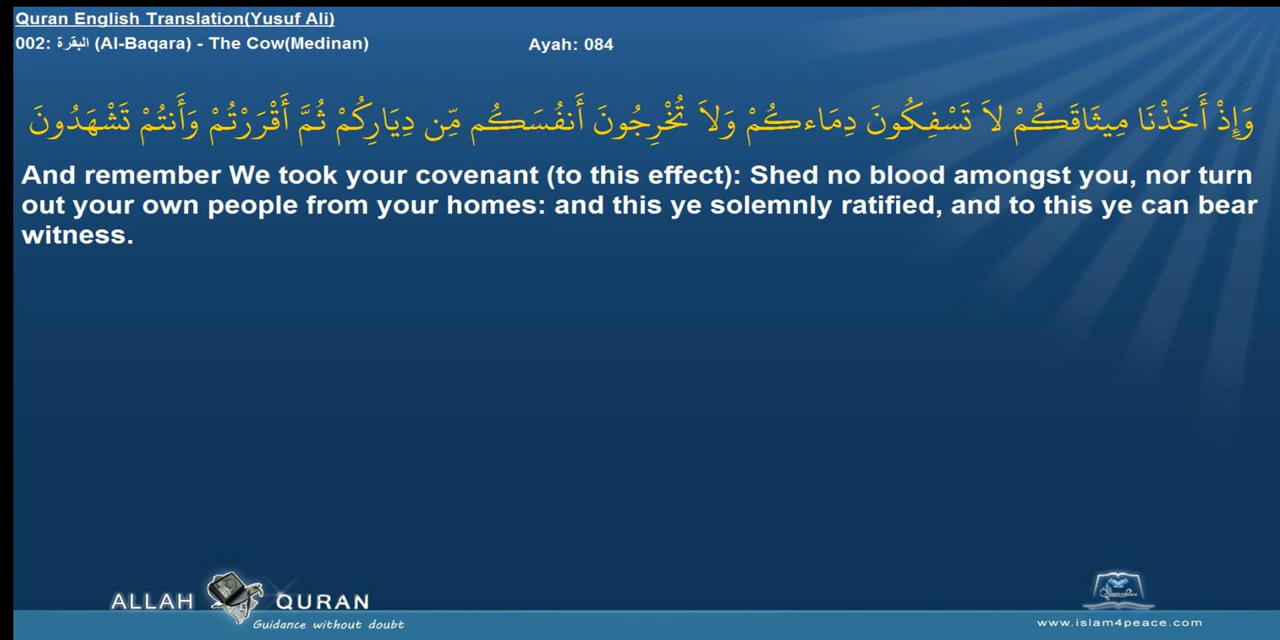 Quran English Translation(Yusuf Ali)
002: البقرة (Al-Baqara) - The Cow(Medinan)
Ayah: 084
وَإِذْ أَخَذْنَا مِيثَاقَكُمْ لاَ تَسْفِكُونَ دِمَاءكُمْ وَلاَ تُخْرِجُونَ أَنفُسَكُم مِّن دِيَارِكُمْ ثُمَّ أَقْرَرْتُمْ وَأَنتُمْ تَشْهَدُونَ
And remember We took your covenant (to this effect): Shed no blood amongst you, nor turn
out your own people from your homes: and this ye solemnly ratified, and to this ye can bear
witness.
ALLAH QURAN
Guidance without doubt
www.islam4peace.com